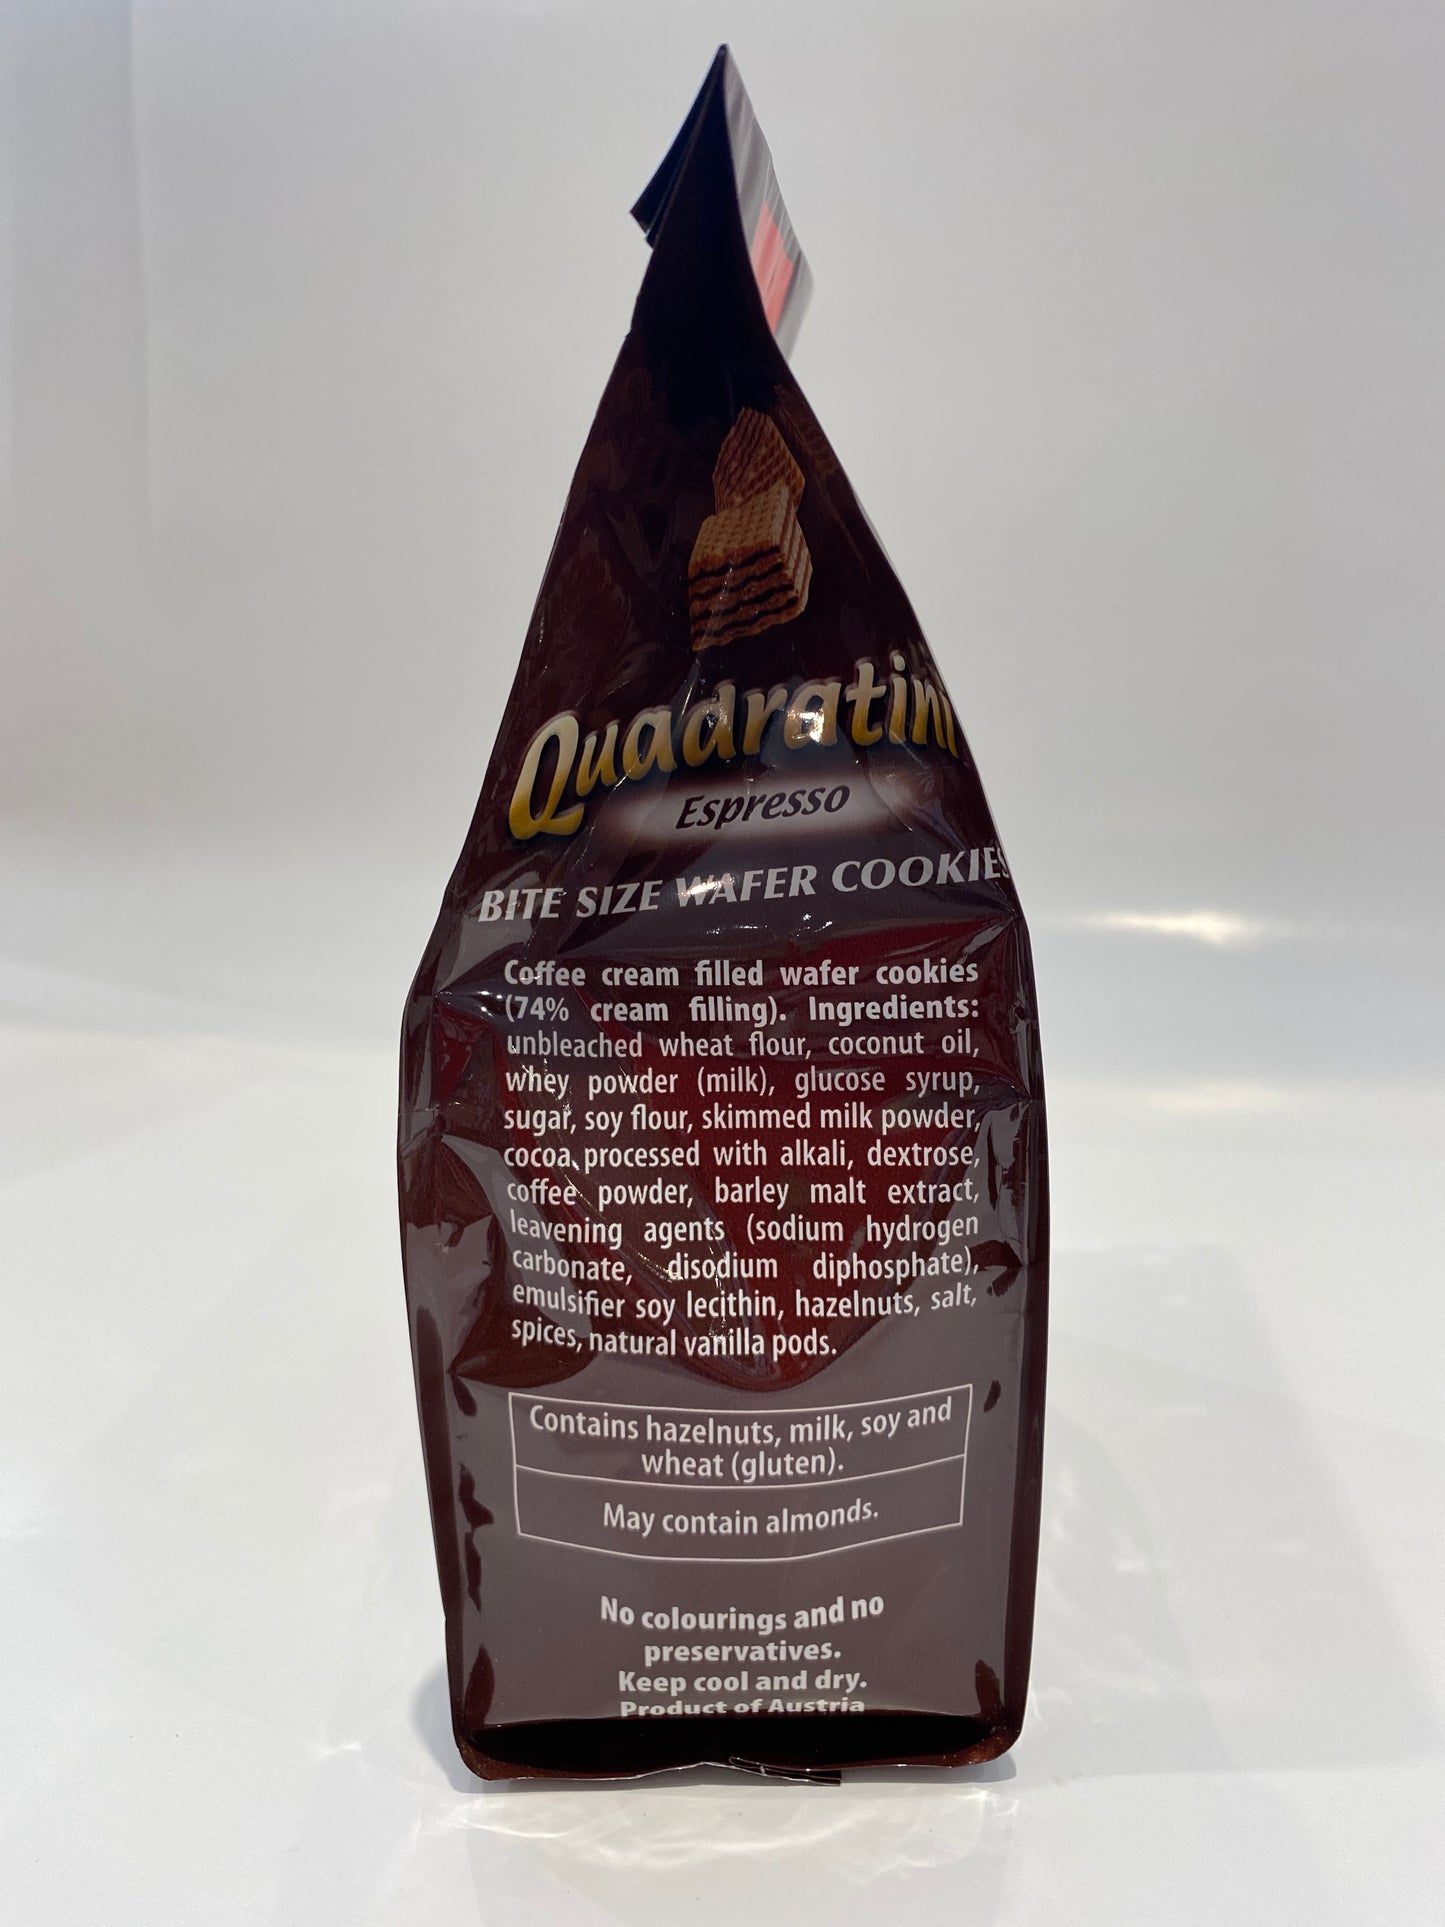 Quadratini
Espresso
BITE SIZE WAFER COOKIES
Coffee cream filled wafer cookies
(74% cream filling). Ingredients:
unbleached wheat flour, coconut oil,
whey powder (milk), glucose syrup,
sugar, soy flour, skimmed milk powder,
cocoa processed with alkali, dextrose,
coffee powder, barley malt extract,
leavening agents (sodium hydrogen
carbonate, disodium diphosphate),
emulsifier soy lecithin, hazelnuts, salt,
spices, natural vanilla pods.
Contains hazelnuts, milk, soy and
wheat (gluten).
May contain almonds.
No colourings and no
preservatives.
Keep cool and dry.
Product of Austria